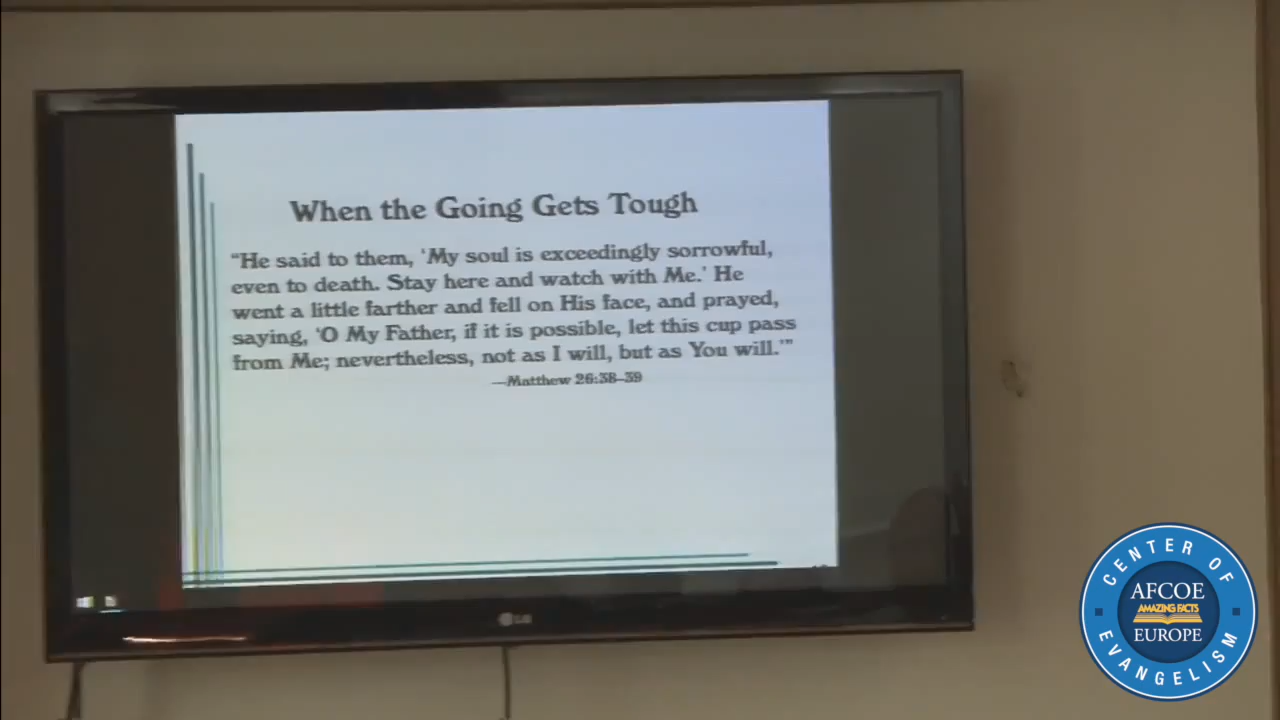 When the Going Gets Tough
“He said to them, ‘My soul is exceedingly sorrowful,
even to death. Stay here and watch with Me.’ He
went a little farther and fell on His face, and prayed,
saying, ‘O My Father, if it is possible, let this cup pass
from Me; nevertheless, not as I will, but as You will.’”
—Matthew 26:38–39
LG
CENTER OF
AFCOE
AMAZING FACTS
EUROPE
EVANGELISM